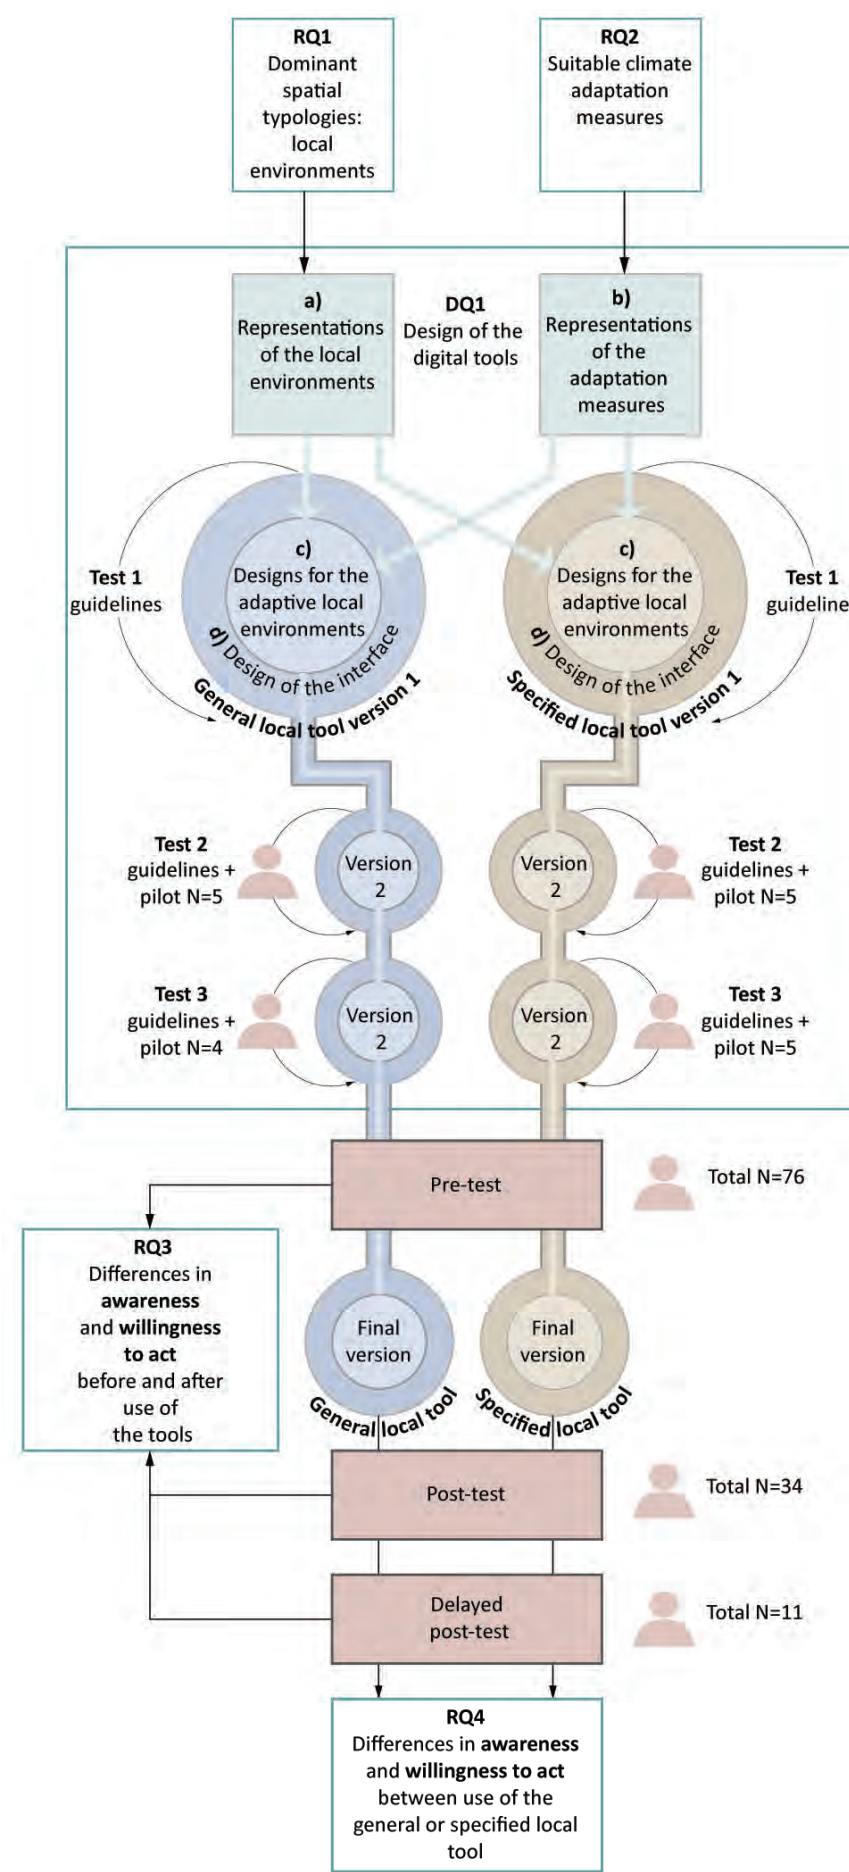 RQ1
Dominant
spatial
typologies:
local
environments
RQ2
Suitable climate
adaptation
measures
a)
Representations
of the local
environments
DQ1
Design of the
digital tools
b)
Representations
of the
adaptation
measures
Test 1
guidelines
c)
Designs for the
adaptive local
environments
d) Design of the interface
General local tool version 1
c)
Designs for the
adaptive local
environments
d) Design of the interface
Specified local tool version 1
Test 1
guideline
Test 2
guidelines +
pilot N=5
Version
2
Version
2
Test 2
guidelines +
pilot N=5
Test 3
guidelines +
pilot N=4
Version
2
Version
2
Test 3
guidelines +
pilot N=5
Pre-test
Total N=76
RQ3
Differences in
awareness
and willingness
to act
before and after
use of
the tools
Final
version
General local tool
Final
version
Specified local tool
Post-test
Total N=34
Delayed
post-test
Total N=11
RQ4
Differences in awareness
and willingness to act
between use of the
general or specified local
tool